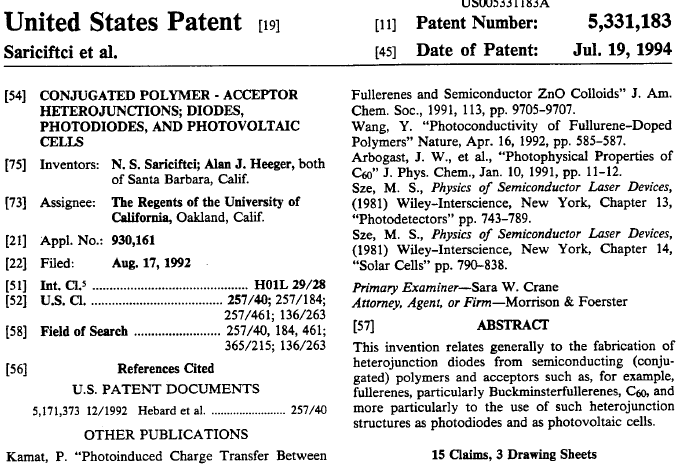 US005331183A
United States Patent [19]
Sariciftci et al.
[11] Patent Number: 5,331,183
[45] Date of Patent: Jul. 19, 1994
[54] CONJUGATED POLYMER - ACCEPTOR
HETEROJUNCTIONS; DIODES,
PHOTODIODES, AND PHOTOVOLTAIC
CELLS
[75] Inventors: N. S. Sariciftci; Alan J. Heeger, both
of Santa Barbara, Calif.
[73] Assignee: The Regents of the University of
California, Oakland, Calif.
[21] Appl. No.: 930,161
[22] Filed: Aug. 17, 1992
[51] Int. Cl.⁵ ............................................. H01L 29/28
[52] U.S. Cl. ..................................... 257/40; 257/184;
257/461; 136/263
[58] Field of Search ........................ 257/40, 184, 461;
365/215; 136/263
[56] References Cited
U.S. PATENT DOCUMENTS
5,171,373 12/1992 Hebard et al. ........................ 257/40
OTHER PUBLICATIONS
Kamat, P. "Photoinduced Charge Transfer Between
Fullerenes and Semiconductor ZnO Colloids" J. Am.
Chem. Soc., 1991, 113, pp. 9705-9707.
Wang, Y. "Photoconductivity of Fullurene-Doped
Polymers" Nature, Apr. 16, 1992, pp. 585-587.
Arbogast, J. W., et al., "Photophysical Properties of
C₆₀" J. Phys. Chem., Jan. 10, 1991, pp. 11-12.
Sze, M. S., Physics of Semiconductor Laser Devices,
(1981) Wiley-Interscience, New York, Chapter 13,
"Photodetectors" pp. 743-789.
Sze, M. S., Physics of Semiconductor Laser Devices,
(1981) Wiley-Interscience, New York, Chapter 14,
"Solar Cells" pp. 790-838.
Primary Examiner—Sara W. Crane
Attorney, Agent, or Firm—Morrison & Foerster
[57] ABSTRACT
This invention relates generally to the fabrication of
heterojunction diodes from semiconducting (conju-
gated) polymers and acceptors such as, for example,
fullerenes, particularly Buckminsterfullerenes, C₆₀, and
more particularly to the use of such heterojunction
structures as photodiodes and as photovoltaic cells.
15 Claims, 3 Drawing Sheets